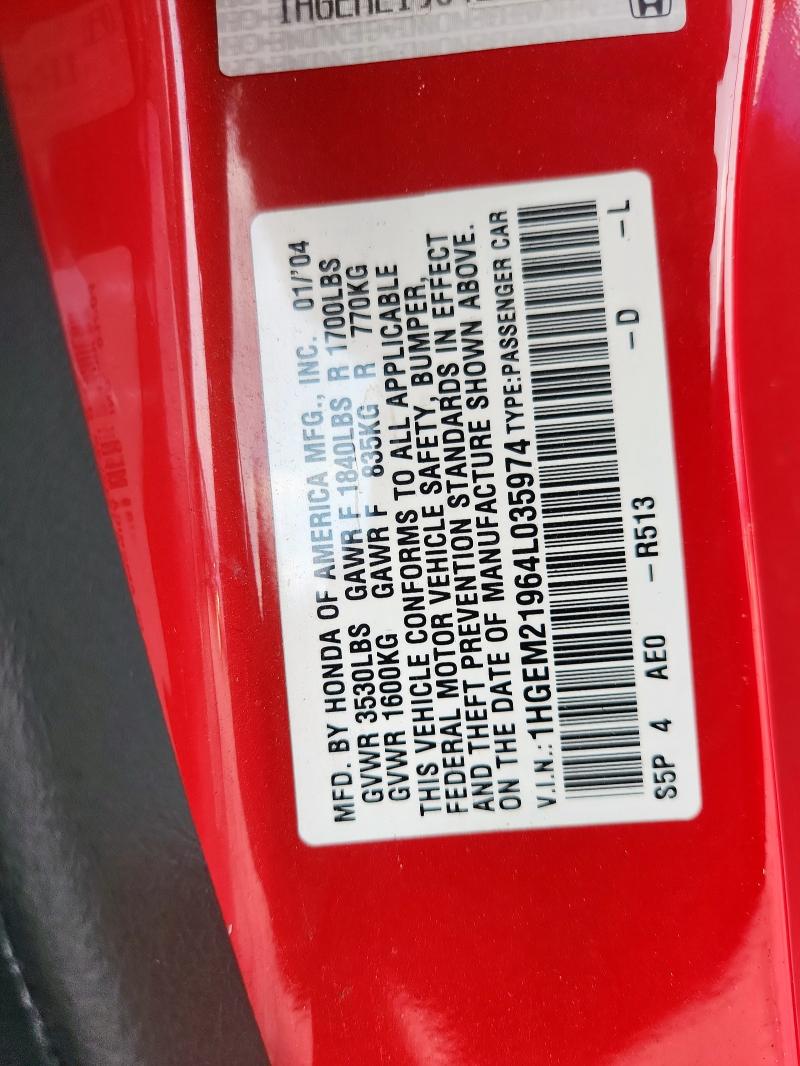 MFD. BY HONDA OF AMERICA MFG., INC. 01/'04
GVWR 3530LBS GAWR F 1840LBS R 1700LBS
GVWR 1600KG GAWR F 835KG R 770KG
THIS VEHICLE CONFORMS TO ALL APPLICABLE
FEDERAL MOTOR VEHICLE SAFETY, BUMPER,
AND THEFT PREVENTION STANDARDS IN EFFECT
ON THE DATE OF MANUFACTURE SHOWN ABOVE.
V.I.N.: 1HGEM21964L035974 TYPE:PASSENGER CAR
S5P 4 AE0 –R513 –D –L